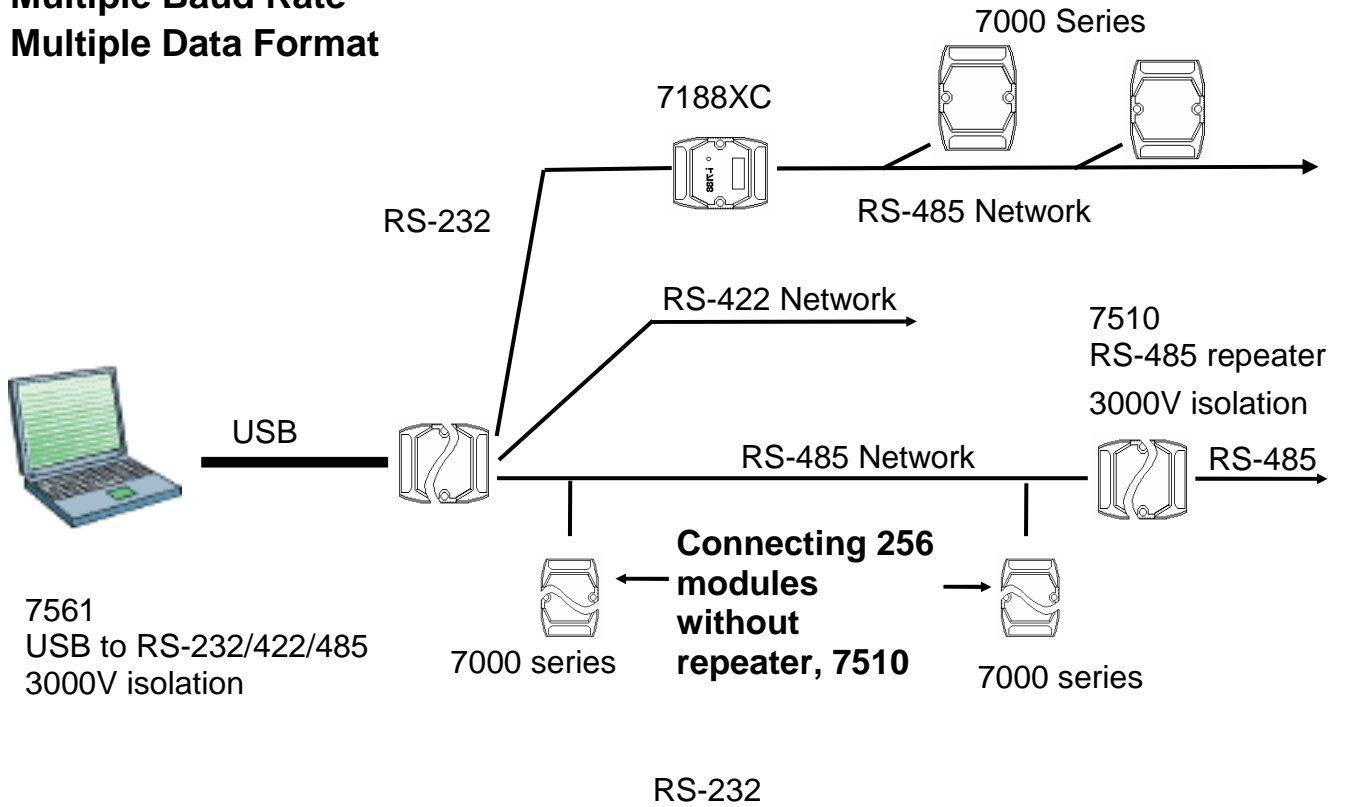 Multiple Baud Rate
Multiple Data Format
7000 Series
7188XC
i-7188
RS-232
RS-485 Network
RS-422 Network
7510
RS-485 repeater
3000V isolation
USB
RS-485 Network
RS-485
Connecting 256
modules
without
repeater, 7510
7561
USB to RS-232/422/485
3000V isolation
7000 series
7000 series
RS-232